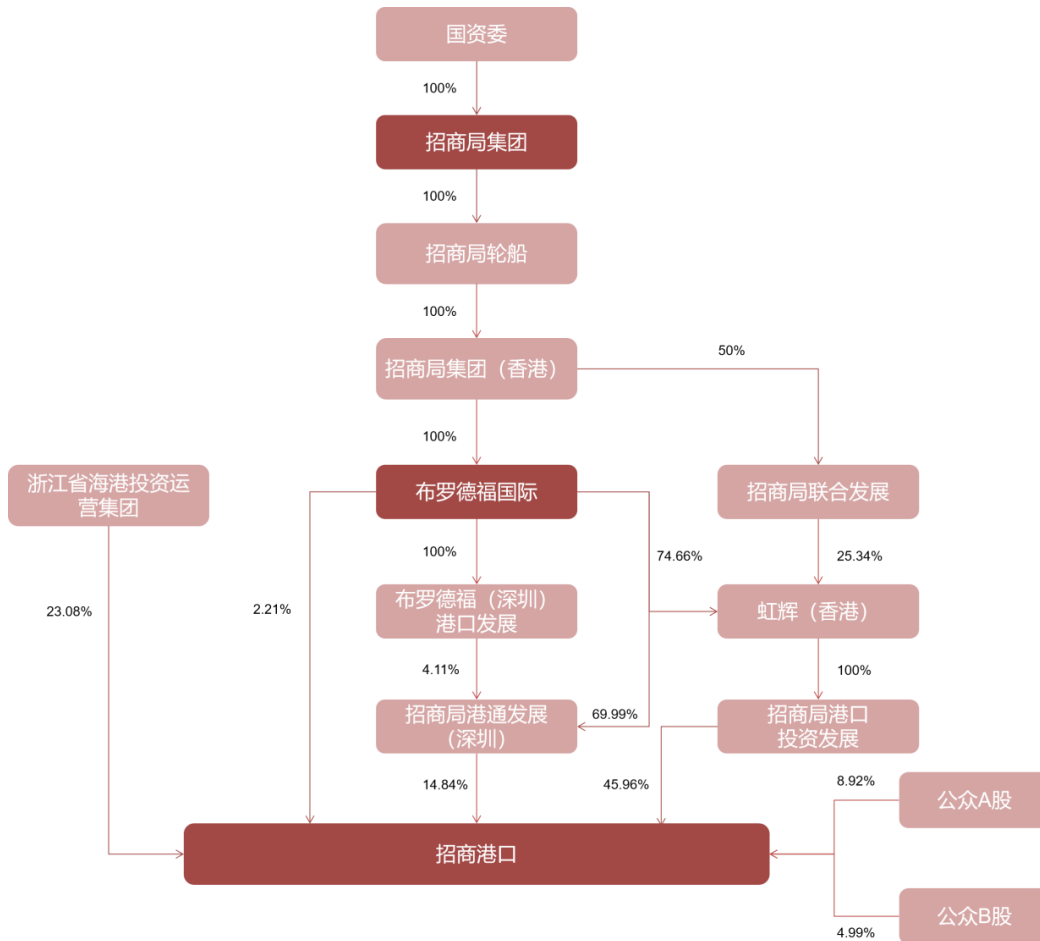 国资委
100%
招商局集团
100%
招商局轮船
100%
招商局集团（香港）
50%
100%
浙江省海港投资运
营集团
布罗德福国际
招商局联合发展
100%
74.66%
25.34%
23.08%
2.21%
布罗德福（深圳）
港口发展
虹辉（香港）
4.11%
100%
招商局港通发展
（深圳）
69.99%
招商局港口
投资发展
14.84%
45.96%
8.92%
公众A股
招商港口
公众B股
4.99%